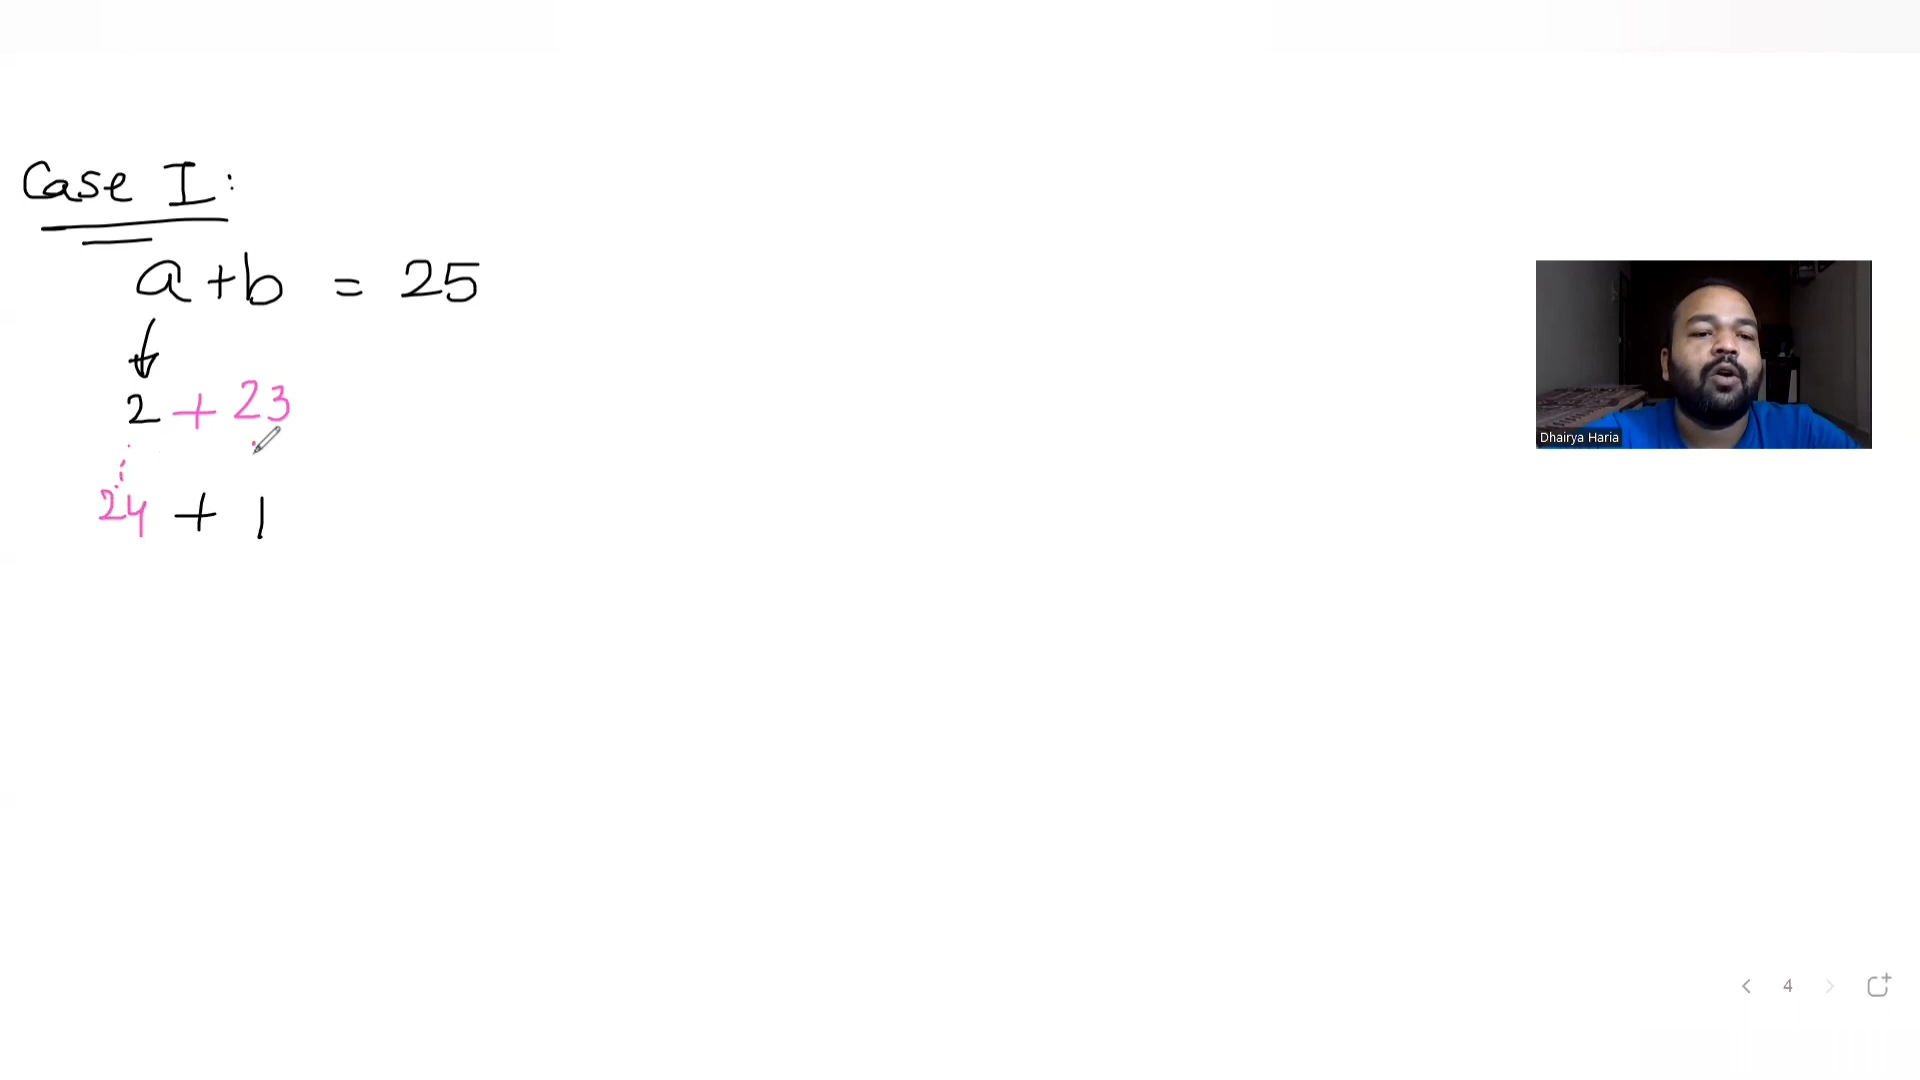 Case I:
a + b = 25
2 + 23
24 + 1
Dhairya Haria
4